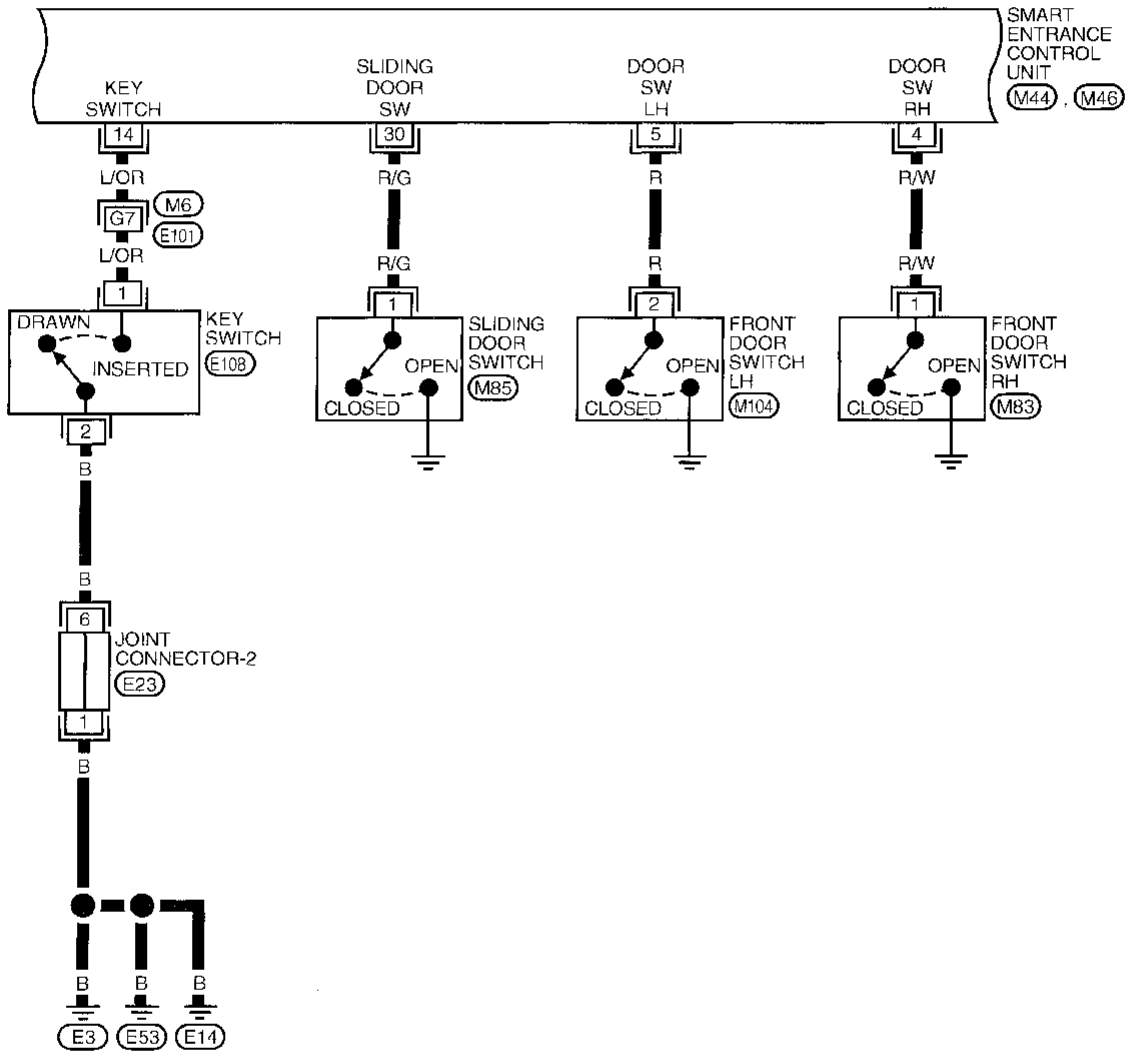 SMART
ENTRANCE
CONTROL
UNIT
M44 , M46
KEY
SWITCH
SLIDING
DOOR
SW
DOOR
SW
LH
DOOR
SW
RH
14
30
5
4
L/OR
R/G
R
R/W
G7
M6
E101
L/OR
R/G
R
R/W
1
1
2
1
DRAWN
INSERTED
KEY
SWITCH
E108
CLOSED
OPEN
SLIDING
DOOR
SWITCH
M85
CLOSED
OPEN
FRONT
DOOR
SWITCH
LH
M104
CLOSED
OPEN
FRONT
DOOR
SWITCH
RH
M83
2
B
B
6
JOINT
CONNECTOR-2
E23
1
B
B B B
E3 E53 E14